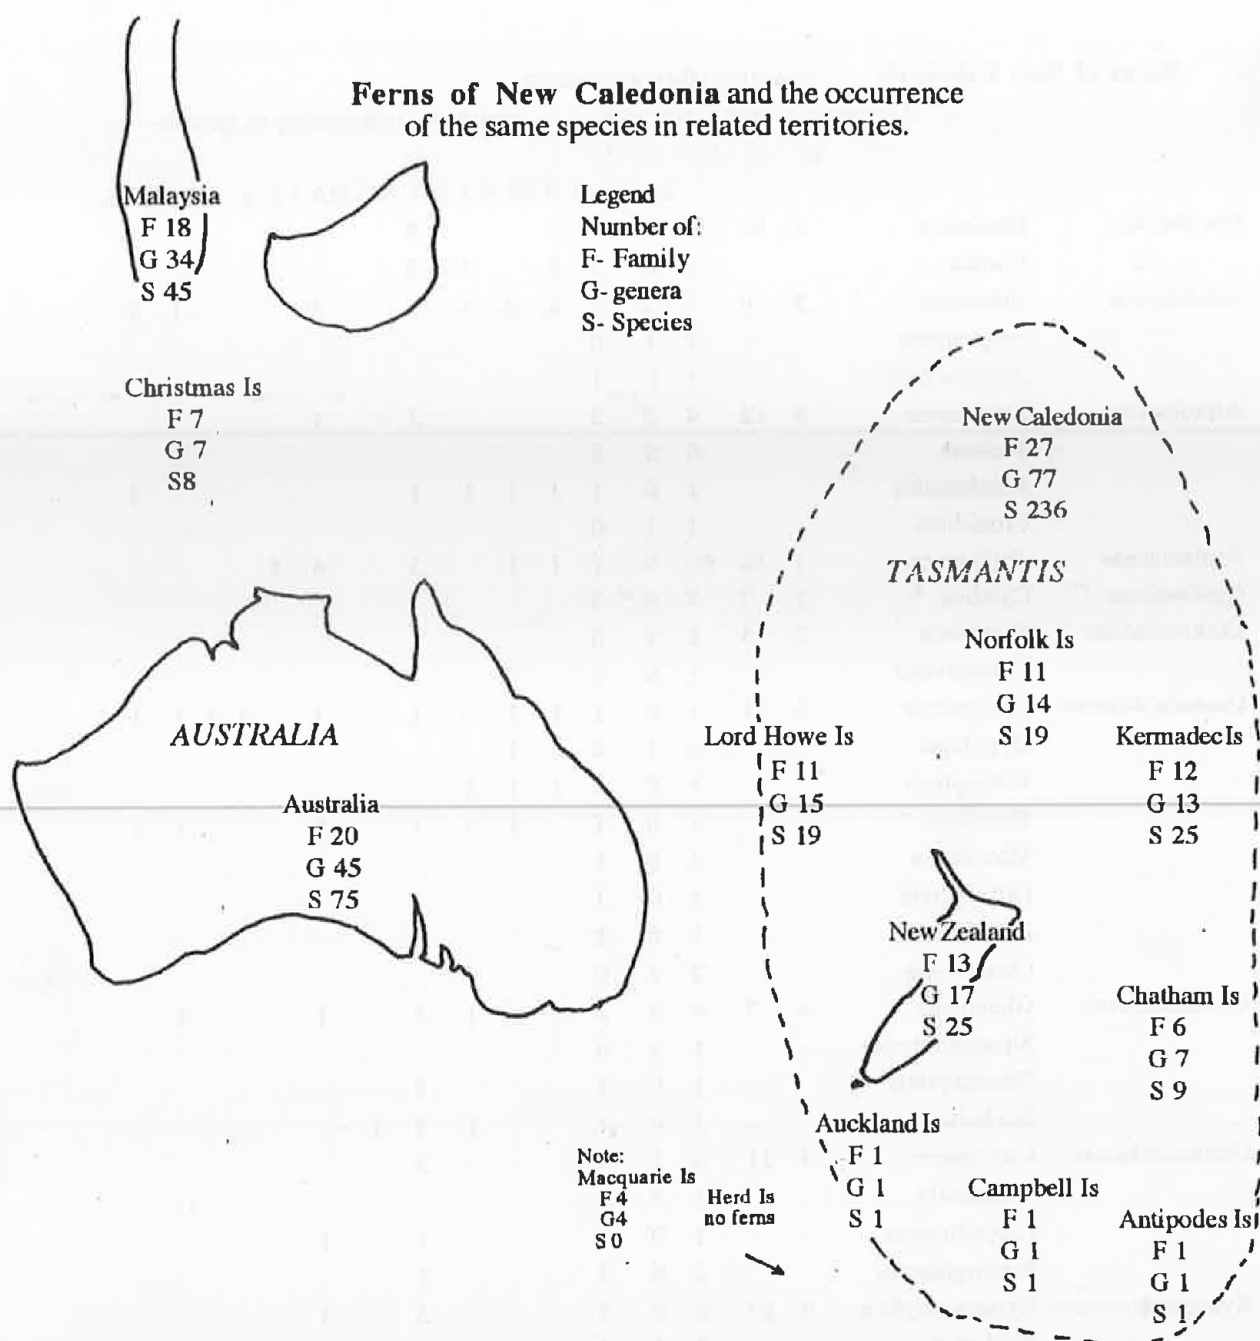 Ferns of New Caledonia and the occurrence
of the same species in related territories.
Malaysia
F 18
G 34
S 45
Legend
Number of:
F- Family
G- genera
S- Species
Christmas Is
F 7
G 7
S8
New Caledonia
F 27
G 77
S 236
TASMANTIS
Norfolk Is
F 11
G 14
S 19
Lord Howe Is
F 11
G 15
S 19
Kermadec Is
F 12
G 13
S 25
AUSTRALIA
Australia
F 20
G 45
S 75
New Zealand
F 13
G 17
S 25
Chatham Is
F 6
G 7
S 9
Auckland Is
F 1
G 1
S 1
Note:
Macquarie Is
F 4
G4
S 0
Herd Is
no ferns
Campbell Is
F 1
G 1
S 1
Antipodes Is
F 1
G 1
S 1